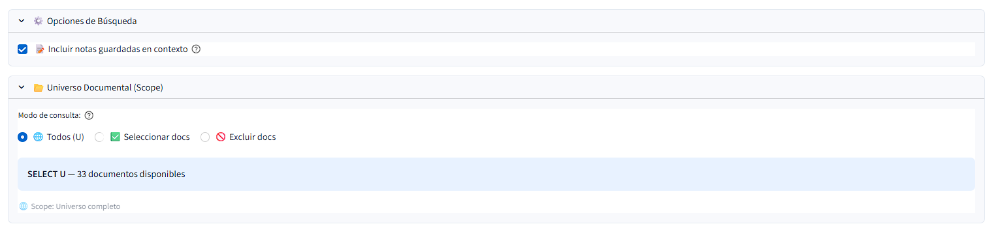 Opciones de Búsqueda
Incluir notas guardadas en contexto
Universo Documental (Scope)
Modo de consulta:
Todos (U) Seleccionar docs Excluir docs
SELECT U — 33 documentos disponibles
Scope: Universo completo